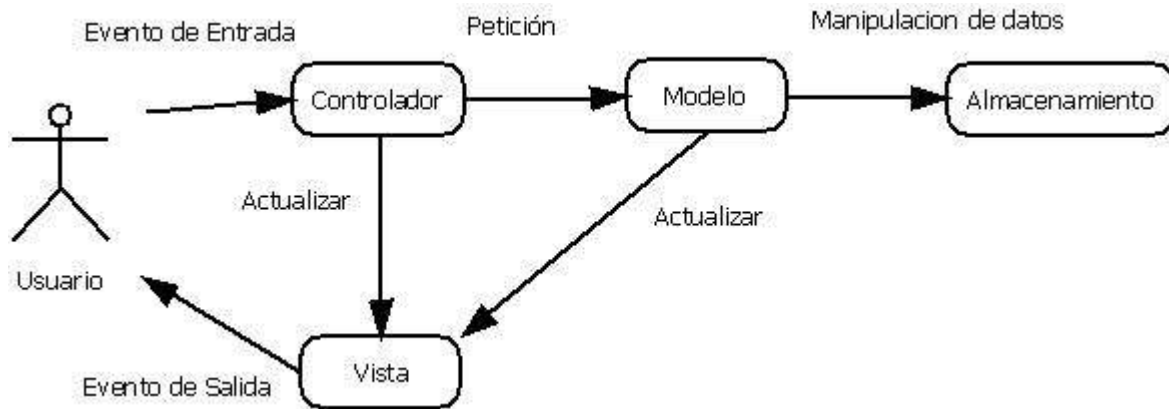 Evento de Entrada
Petición
Manipulacion de datos
Controlador
Modelo
Almacenamiento
Actualizar
Actualizar
Usuario
Vista
Evento de Salida